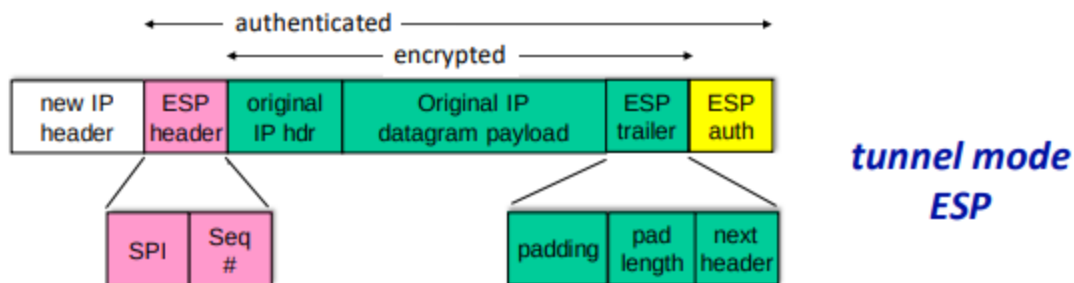 authenticated
encrypted
new IP
header
ESP
header
original
IP hdr
Original IP
datagram payload
ESP
trailer
ESP
auth
tunnel mode
ESP
SPI
Seq
#
padding
pad
length
next
header